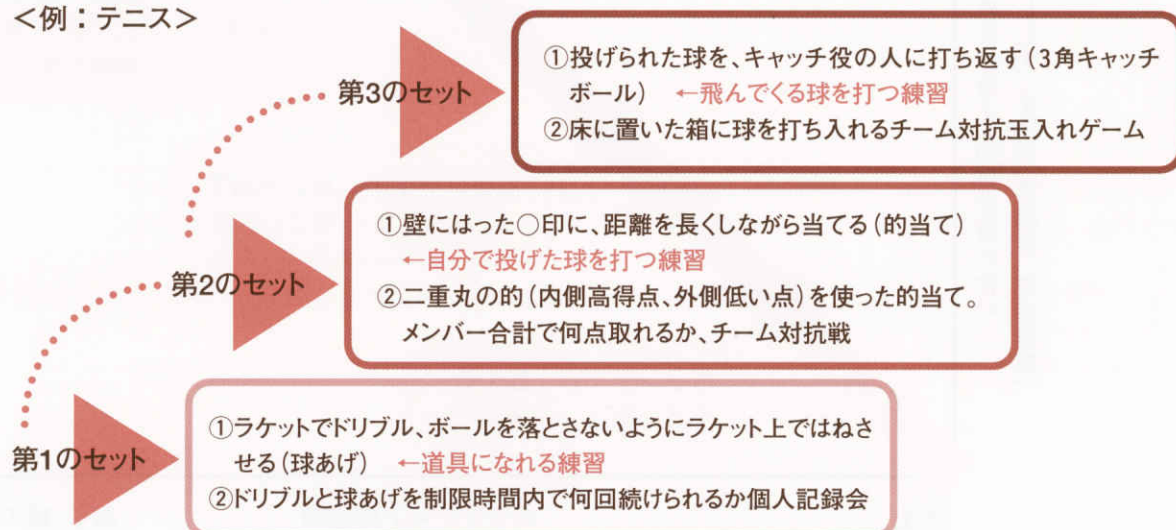 <例：テニス>
第3のセット
①投げられた球を、キャッチ役の人に打ち返す(3角キャッチ
ボール) ←飛んでくる球を打つ練習
②床に置いた箱に球を打ち入れるチーム対抗玉入れゲーム
第2のセット
①壁にはった○印に、距離を長くしながら当てる(的当て)
←自分で投げた球を打つ練習
②二重丸の的(内側高得点、外側低い点)を使った的当て。
メンバー合計で何点取れるか、チーム対抗戦
第1のセット
①ラケットでドリブル、ボールを落とさないようにラケット上ではねさ
せる(球あげ) ←道具になれる練習
②ドリブルと球あげを制限時間内で何回続けられるか個人記録会